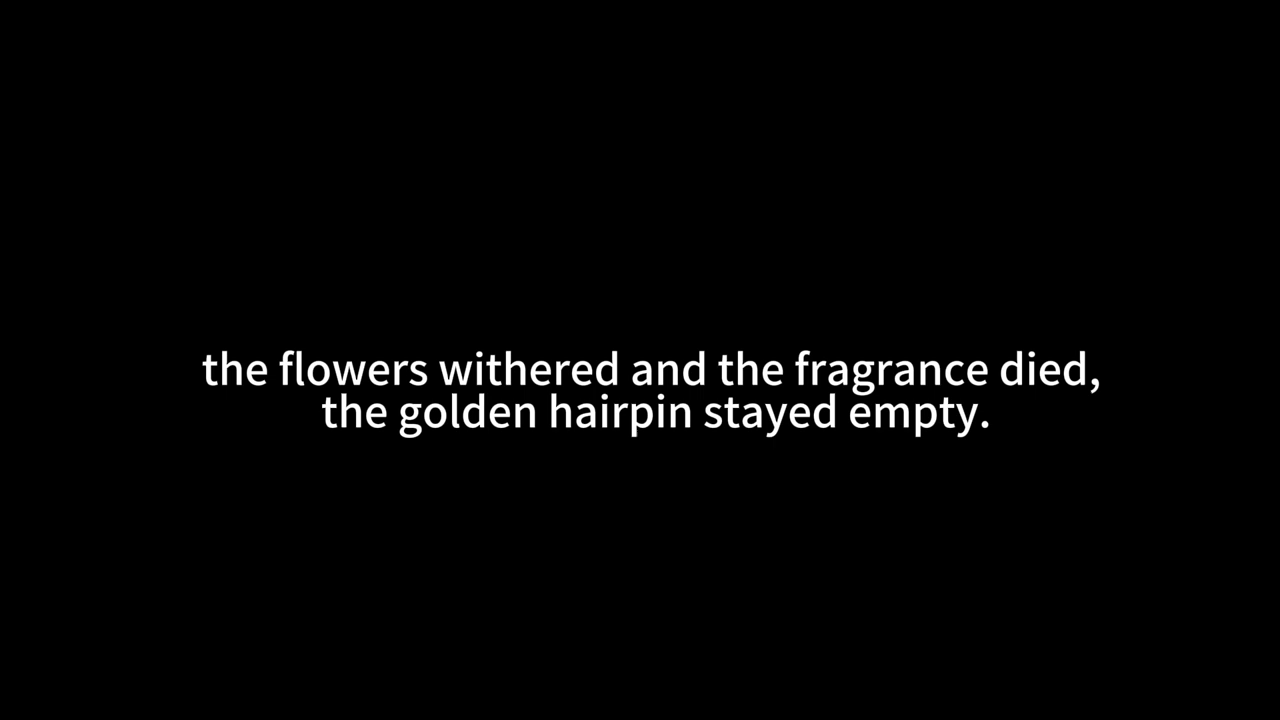 the flowers withered and the fragrance died,
the golden hairpin stayed empty.